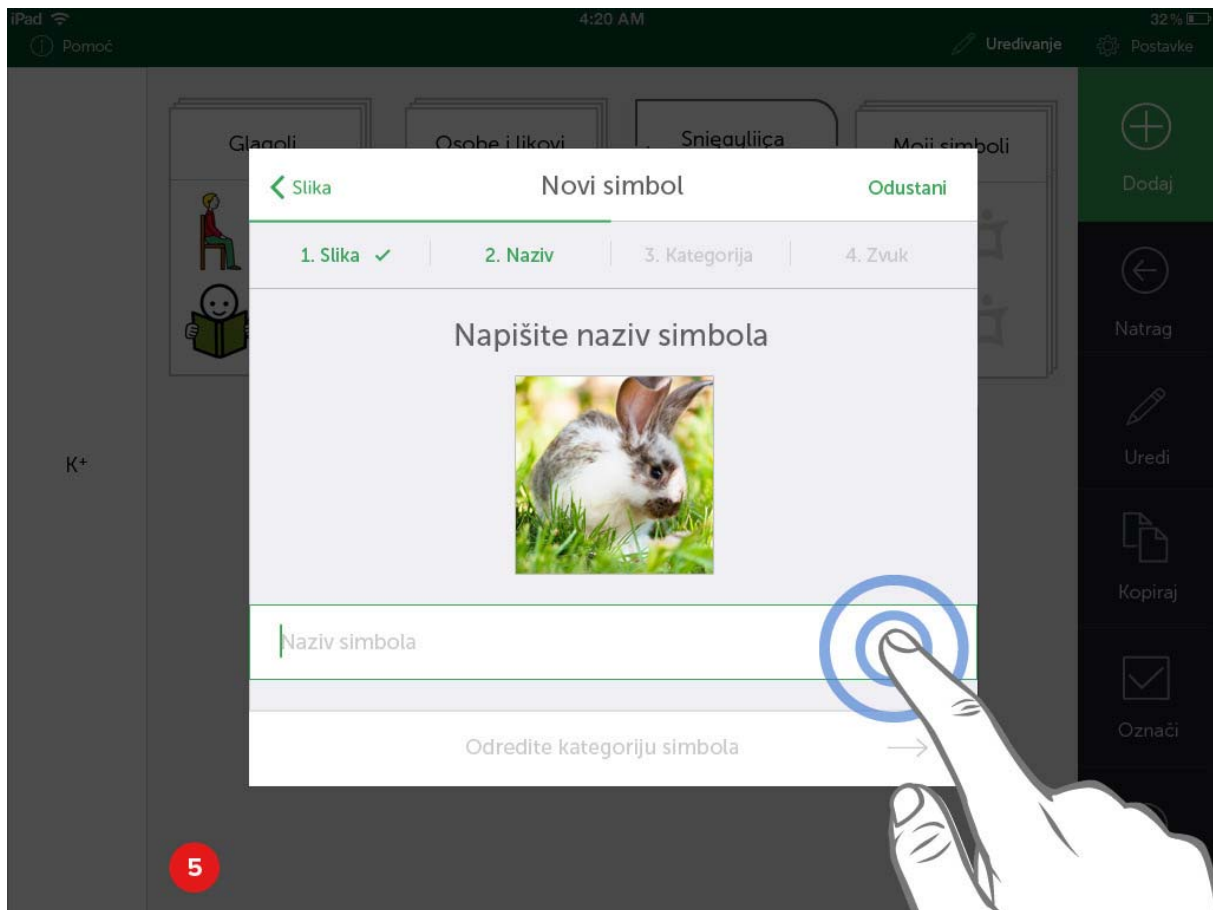 iPad 4:20 AM 32%
Pomoć Uređivanje Postavke
Glagoli Osobe i likovi Snjeguljica Moji simboli
Dodaj
Slika Novi simbol Odustani
1. Slika ✓ 2. Naziv 3. Kategorija 4. Zvuk
Natrag
Napišite naziv simbola
Uredi
K+
Kopiraj
Naziv simbola
Označi
Odredite kategoriju simbola →
5